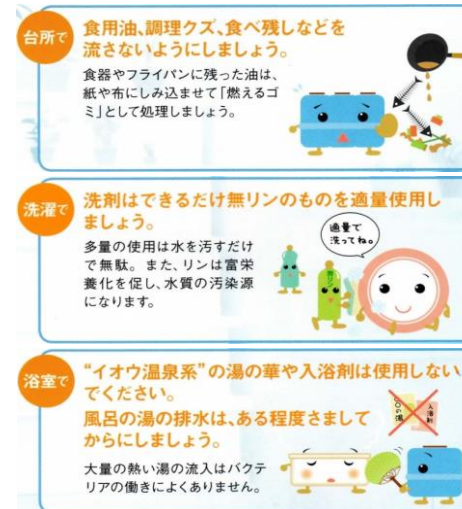 台所で
食用油、調理クズ、食べ残しなどを
流さないようにしましょう。
食器やフライパンに残った油は、
紙や布にしみ込ませて「燃えるゴ
ミ」として処理しましょう。
洗濯で
洗剤はできるだけ無リンのものを適量使用し
ましょう。
多量の使用は水を汚すだけ
で無駄。また、リンは富栄
養化を促し、水質の汚染源
になります。
適量で
洗ってね。
無リン
浴室で
“イオウ温泉系”の湯の華や入浴剤は使用しない
でください。
風呂の湯の排水は、ある程度さまして
からにしましょう。
大量の熱い湯の流入はバクテ
リアの働きによくありません。
○○の湯
入浴剤